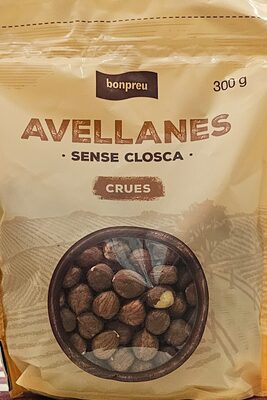 bonpreu
300 g
AVELLANES
· SENSE CLOSCA ·
CRUES